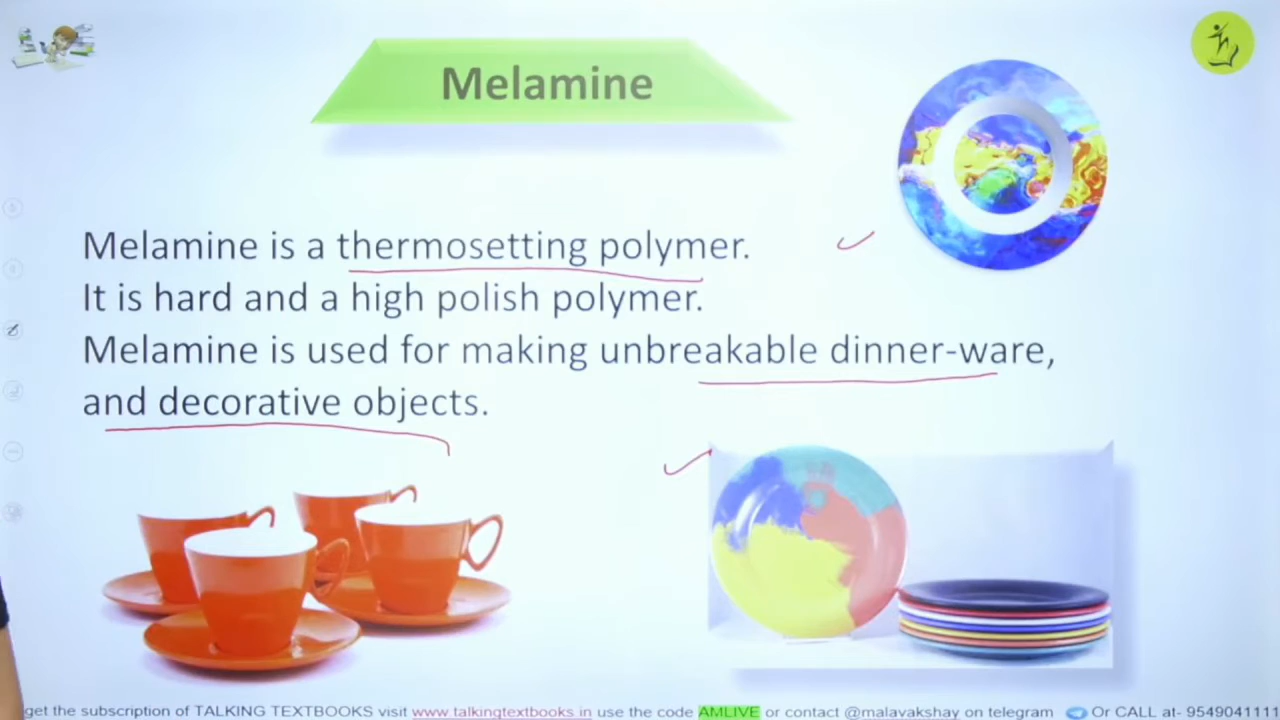 Melamine
Melamine is a thermosetting polymer.
It is hard and a high polish polymer.
Melamine is used for making unbreakable dinner-ware,
and decorative objects.
get the subscription of TALKING TEXTBOOKS visit www.talkingtextbooks.in use the code AMLIVE or contact @malavakshay on telegram Or CALL at- 9549041111